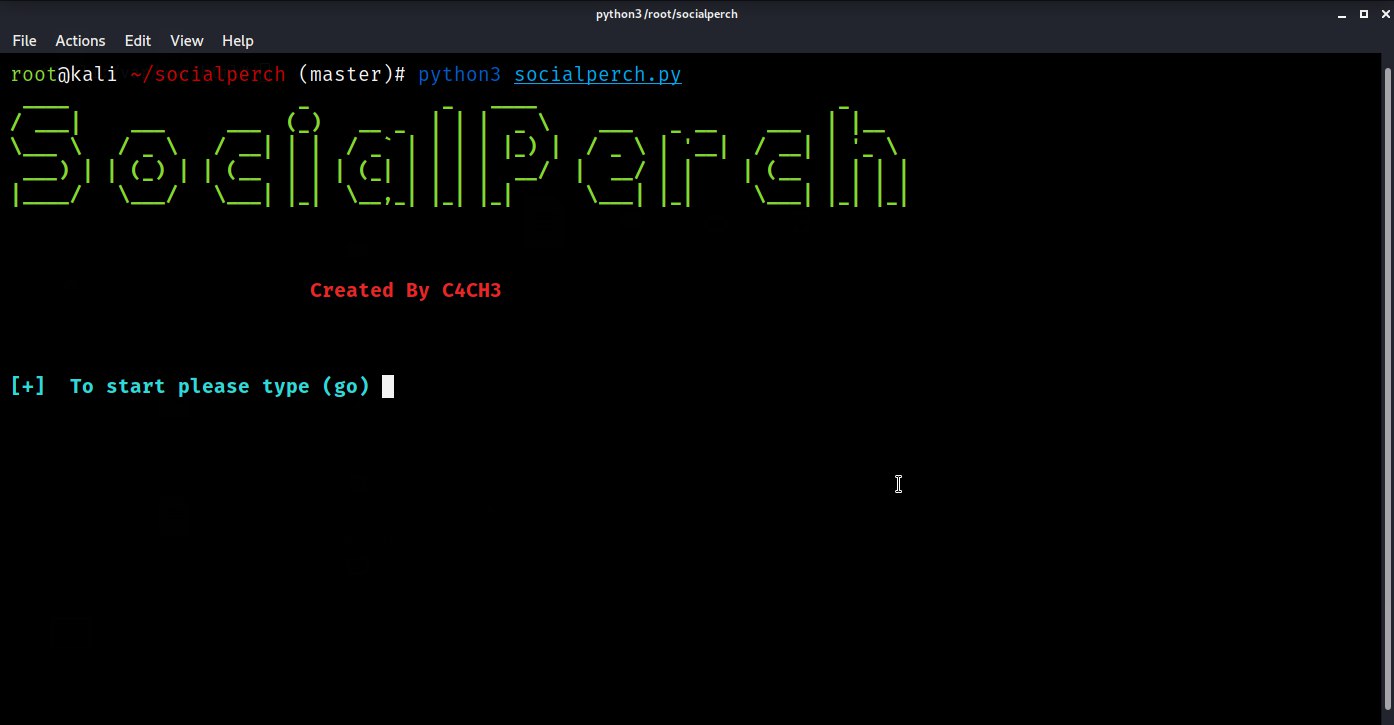 python3 /root/socialperch
File Actions Edit View Help
root@kali ~/socialperch (master)# python3 socialperch.py
SocialPerch
Created By C4CH3
[+] To start please type (go)